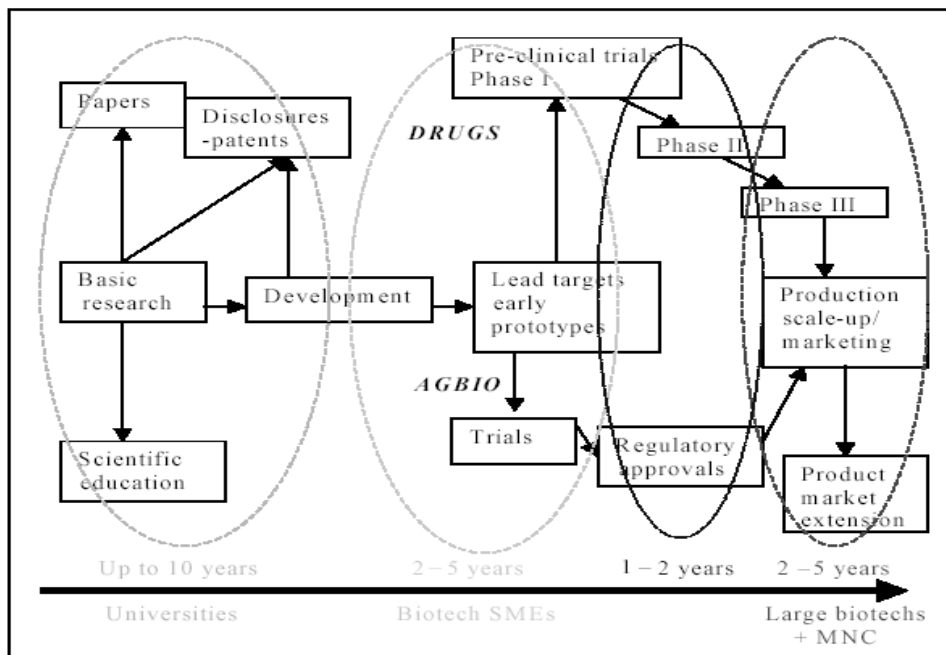 Pre-clinical trials
Phase I
Papers
Disclosures
-patents
DRUGS
Phase II
Phase III
Basic
research
Development
Lead targets
early
prototypes
Production
scale-up/
marketing
AGBIO
Trials
Regulatory
approvals
Scientific
education
Product
market
extension
Up to 10 years
2 – 5 years
1 – 2 years
2 – 5 years
Universities
Biotech SMEs
Large biotechs
+ MNC